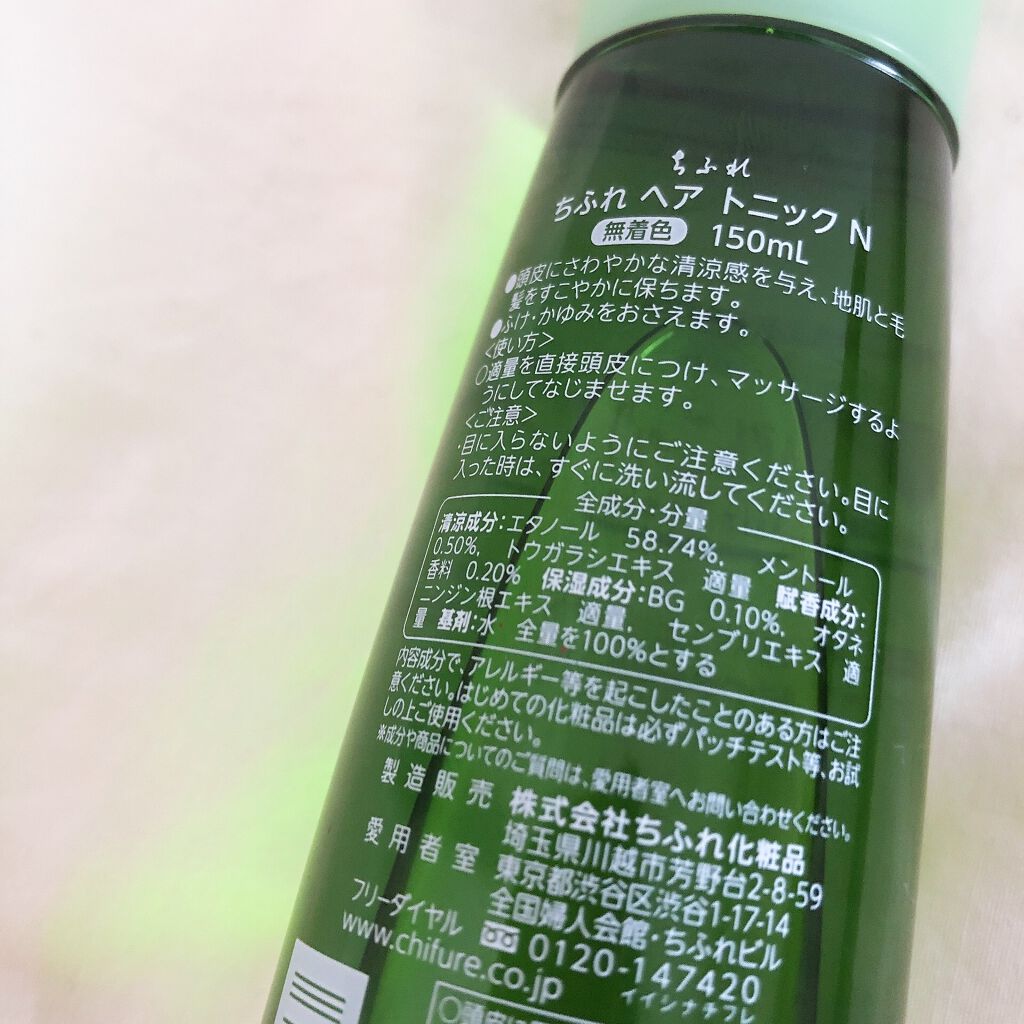 ちふれ
ちふれ ヘア トニック N
無着色 150mL
●頭皮にさわやかな清涼感を与え、地肌と毛
髪をすこやかに保ちます。
●ふけ・かゆみをおさえます。
<使い方>
○適量を直接頭皮につけ、マッサージするよ
うにしてなじませます。
<ご注意>
・目に入らないようにご注意ください。目に
入った時は、すぐに洗い流してください。
全成分・分量
清涼成分:エタノール 58.74%, メントール
0.50%, トウガラシエキス 適量 賦香成分:
香料 0.20% 保湿成分:BG 0.10%, オタネ
ニンジン根エキス 適量, センブリエキス 適
量 基剤:水 全量を100%とする
内容成分で、アレルギー等を起こしたことのある方はご注
意ください。はじめての化粧品は必ずパッチテスト等、お試
しの上ご使用ください。
※成分や商品についてのご質問は、愛用者室へお問い合わせください。
製造販売 株式会社ちふれ化粧品
埼玉県川越市芳野台2-8-59
愛用者室 東京都渋谷区渋谷1-17-14
全国婦人会館・ちふれビル
フリーダイヤル 0120-147420
イイシナチフレ
www.chifure.co.jp
○頭皮に